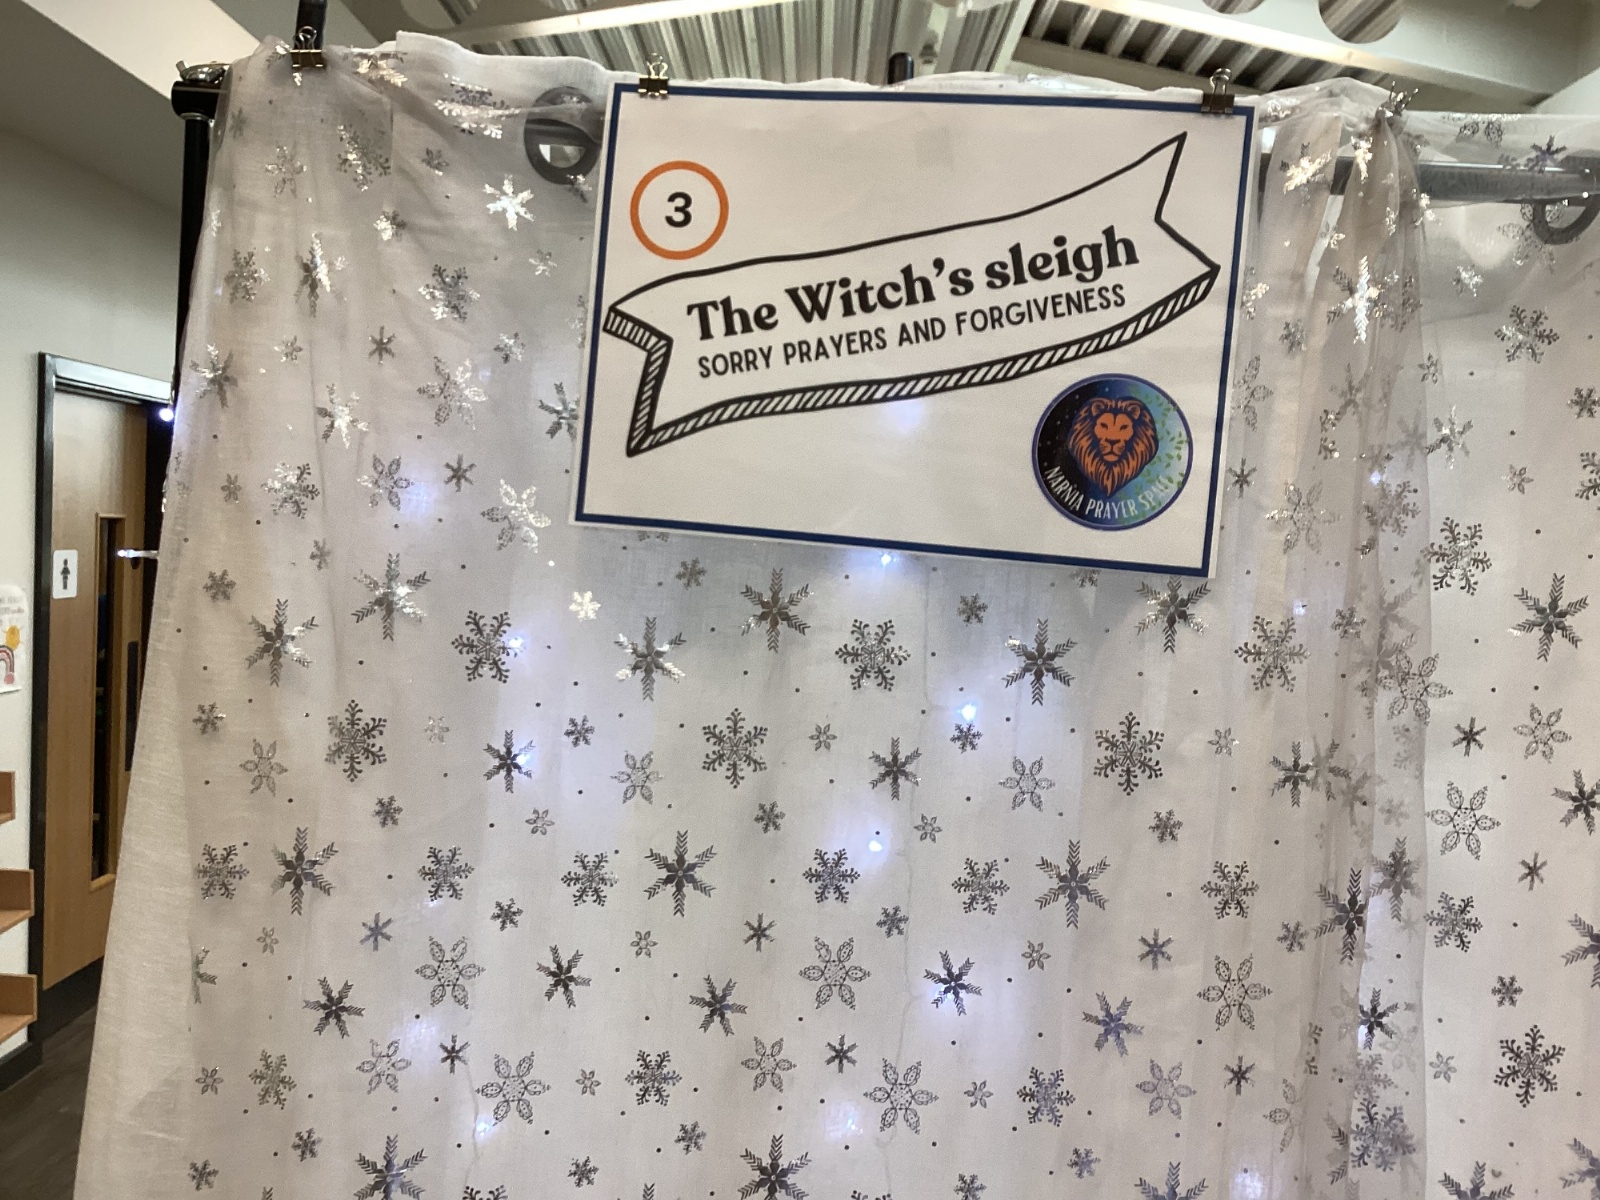 3
The Witch's sleigh
SORRY PRAYERS AND FORGIVENESS
NARNIA PRAYER SPACE